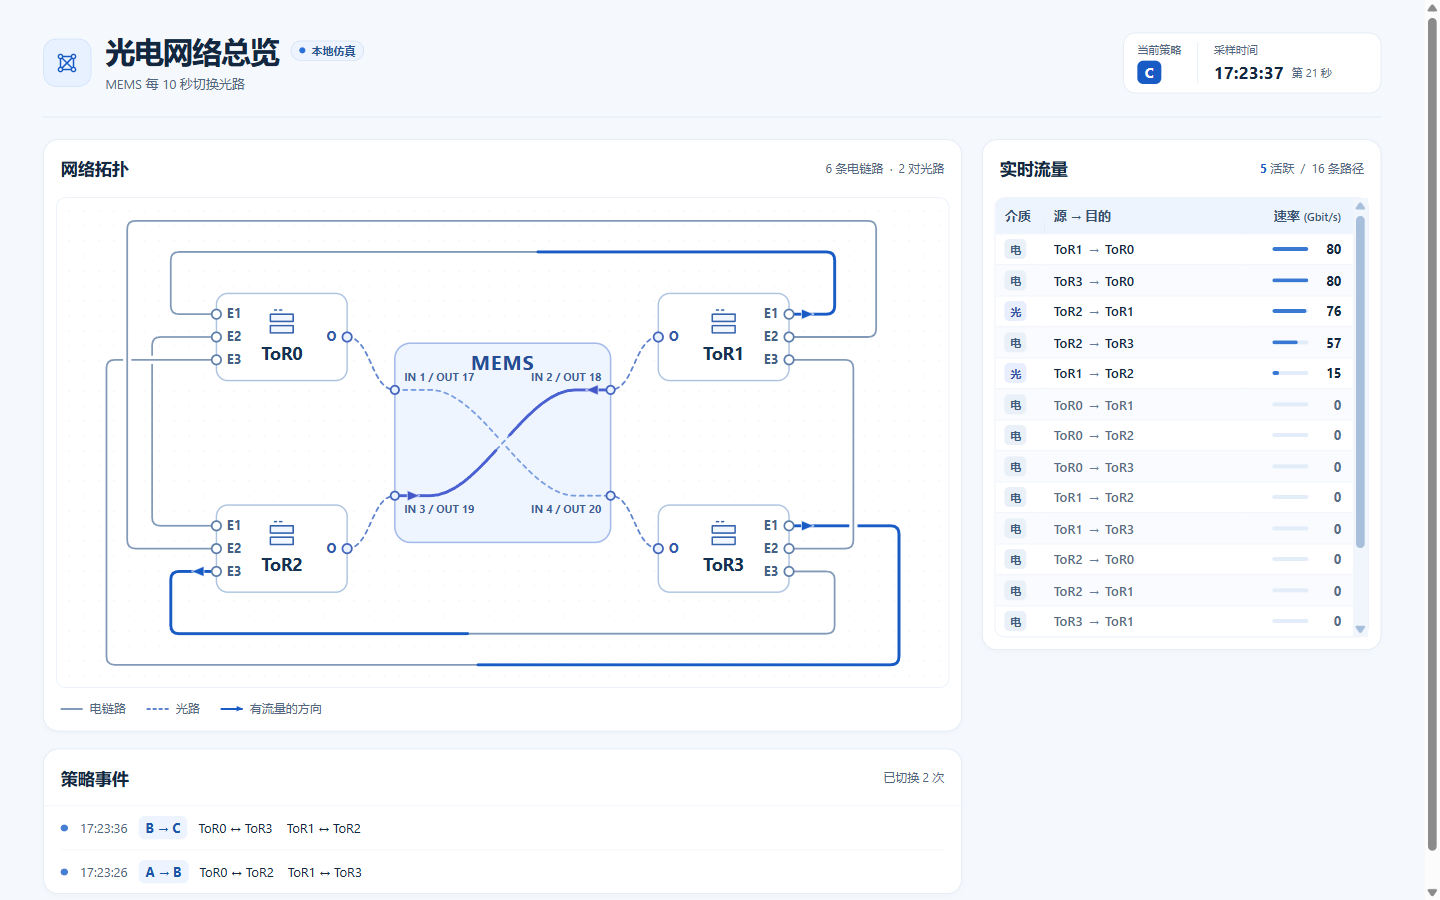 光电网络总览 本地仿真
MEMS 每 10 秒切换光路
当前策略 采样时间
C 17:23:37 第 21 秒
网络拓扑 6 条电链路 · 2 对光路
E1 E2 E3 O ToR0
E1 E2 E3 O ToR1
MEMS
IN 1 / OUT 17 IN 2 / OUT 18
IN 3 / OUT 19 IN 4 / OUT 20
E1 E2 E3 O ToR2
E1 E2 E3 O ToR3
电链路 光路 有流量的方向
实时流量 5 活跃 / 16 条路径
介质 源 → 目的 速率 (Gbit/s)
电 ToR1 → ToR0 80
电 ToR3 → ToR0 80
光 ToR2 → ToR1 76
电 ToR2 → ToR3 57
光 ToR1 → ToR2 15
电 ToR0 → ToR1 0
电 ToR0 → ToR2 0
电 ToR0 → ToR3 0
电 ToR1 → ToR2 0
电 ToR1 → ToR3 0
电 ToR2 → ToR0 0
电 ToR2 → ToR1 0
电 ToR3 → ToR1 0
策略事件 已切换 2 次
17:23:36 B → C ToR0 ↔ ToR3 ToR1 ↔ ToR2
17:23:26 A → B ToR0 ↔ ToR2 ToR1 ↔ ToR3